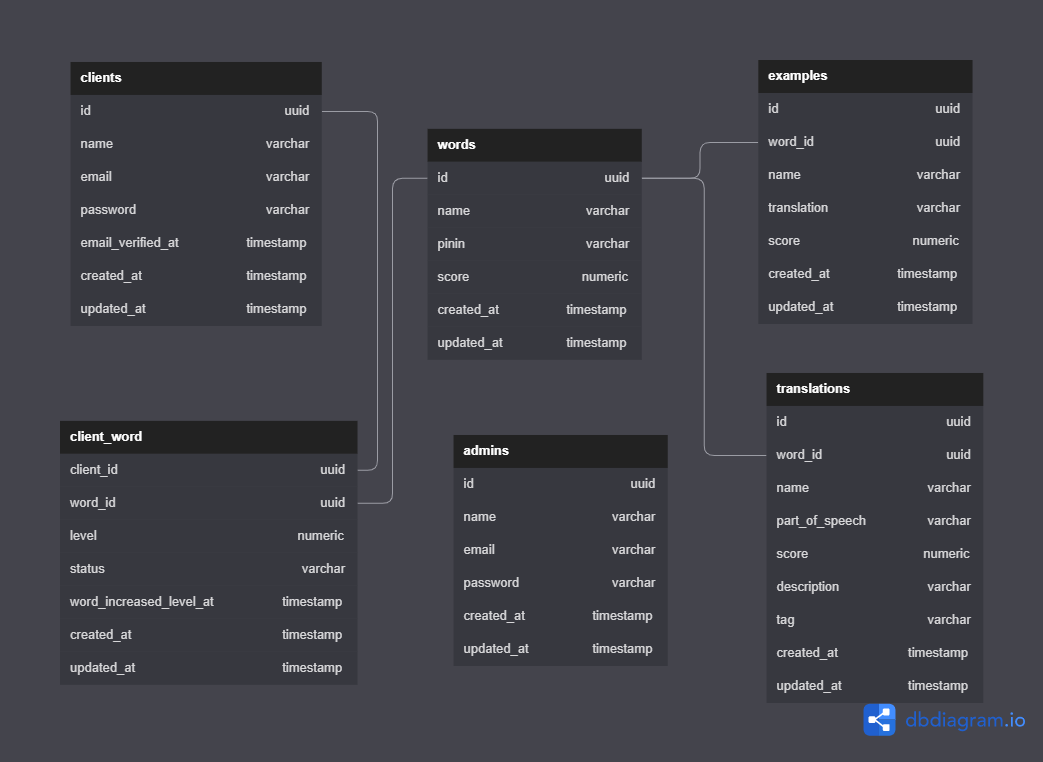 clients
id uuid
name varchar
email varchar
password varchar
email_verified_at timestamp
created_at timestamp
updated_at timestamp
client_word
client_id uuid
word_id uuid
level numeric
status varchar
word_increased_level_at timestamp
created_at timestamp
updated_at timestamp
words
id uuid
name varchar
pinin varchar
score numeric
created_at timestamp
updated_at timestamp
admins
id uuid
name varchar
email varchar
password varchar
created_at timestamp
updated_at timestamp
examples
id uuid
word_id uuid
name varchar
translation varchar
score numeric
created_at timestamp
updated_at timestamp
translations
id uuid
word_id uuid
name varchar
part_of_speech varchar
score numeric
description varchar
tag varchar
created_at timestamp
updated_at timestamp
dbdiagram.io